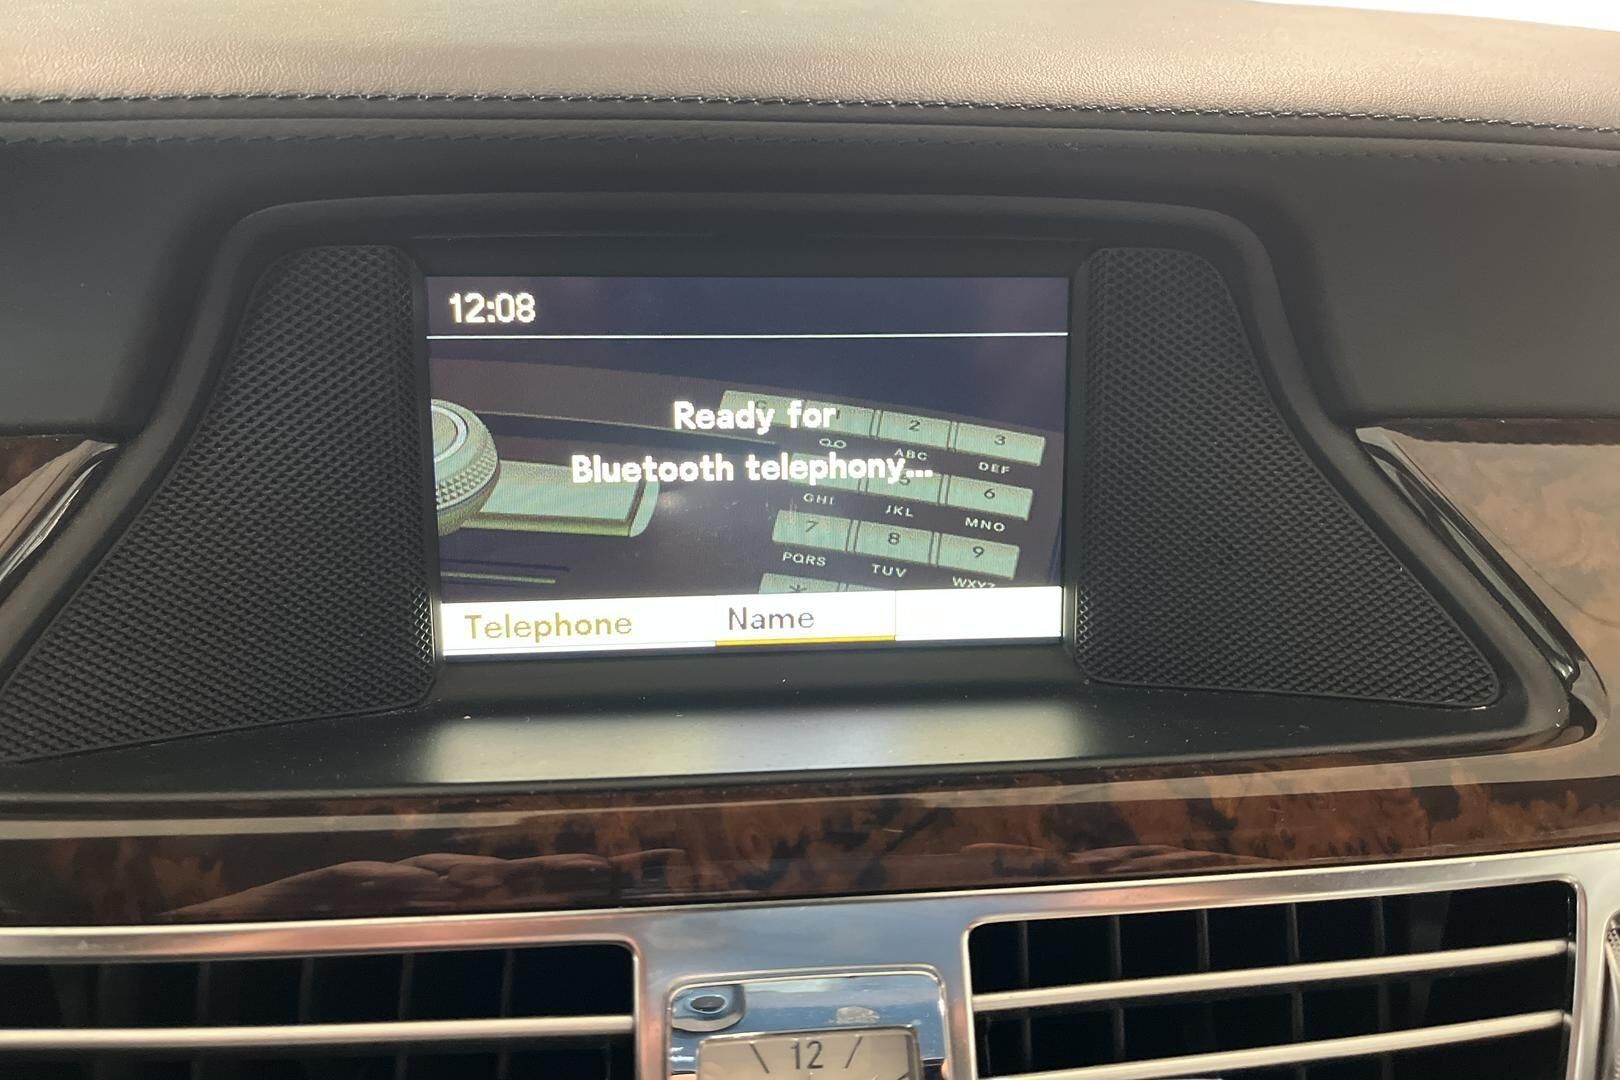 12:08
Ready for
Bluetooth telephony...
2
3
ABC
DEF
6
GHI
JKL
MNO
7
8
9
PQRS
TUV
WXYZ
*
Telephone
Name
12